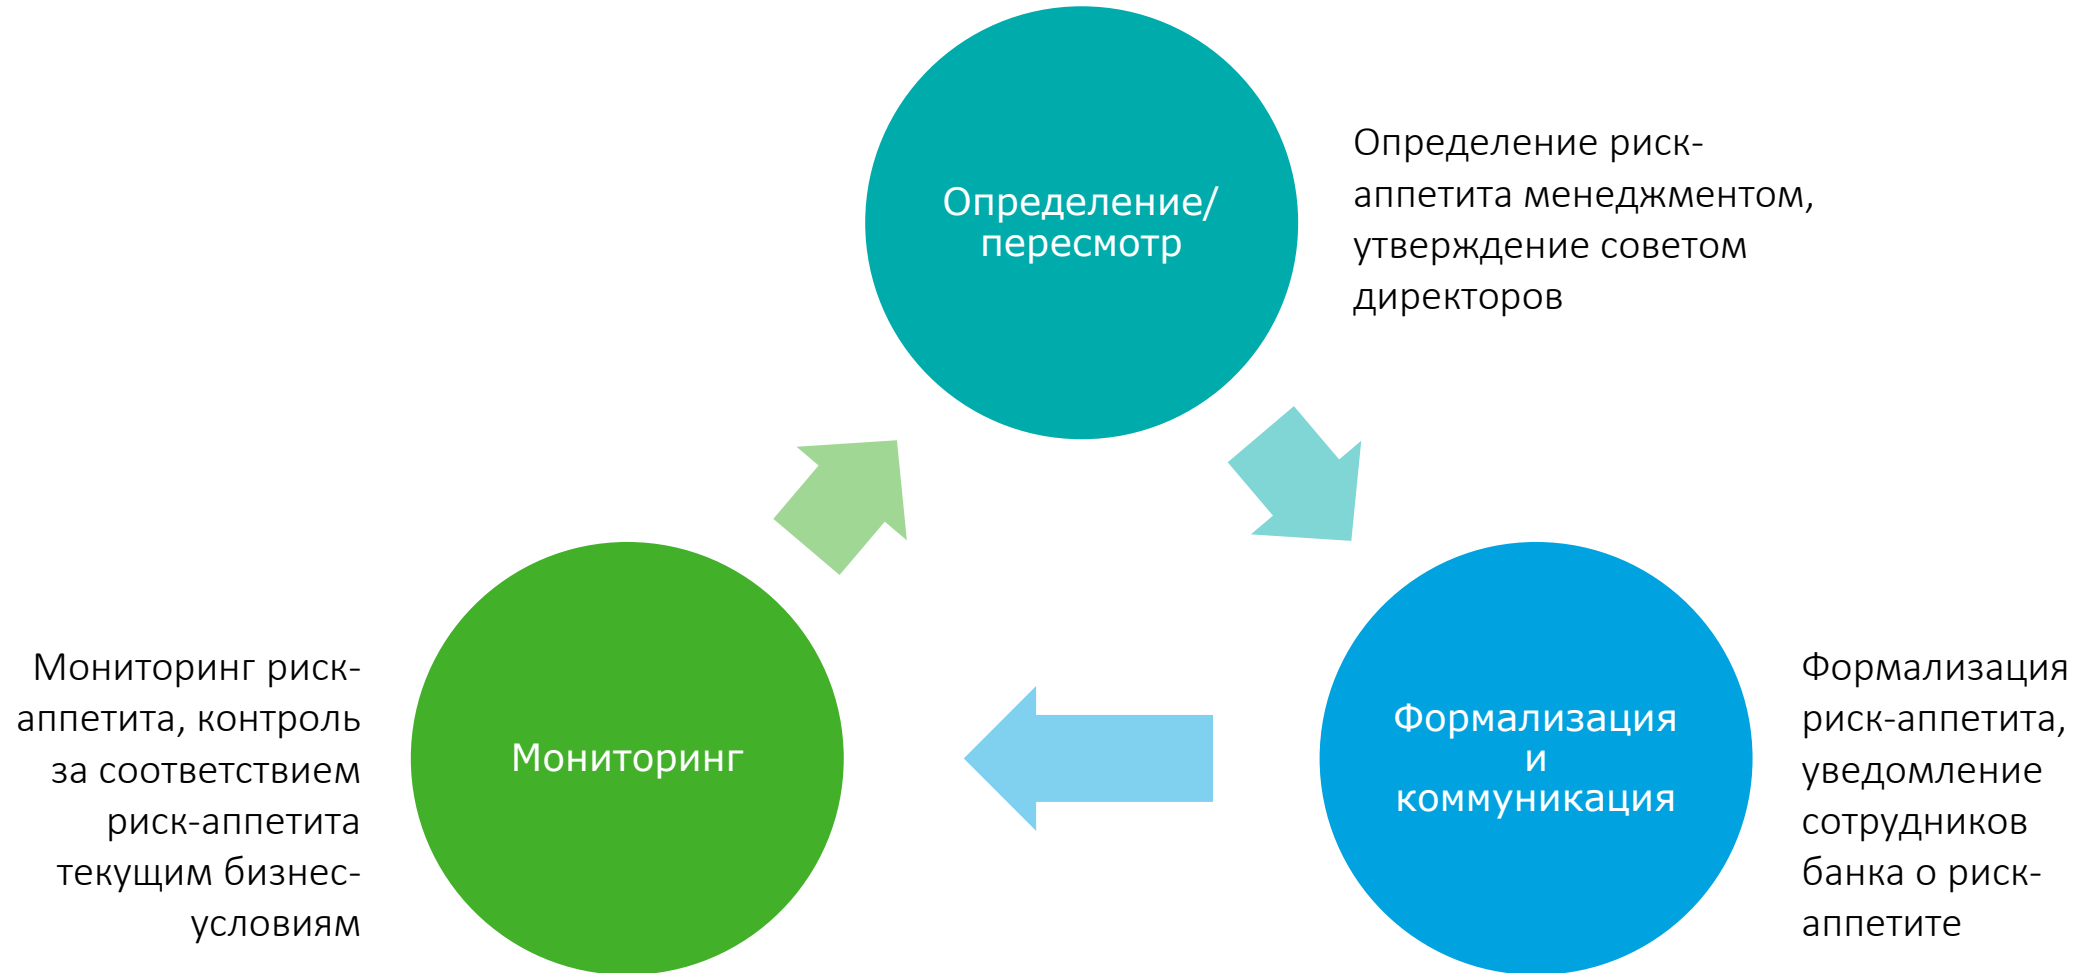 Определение/
пересмотр
Определение риск-
аппетита менеджментом,
утверждение советом
директоров
Формализация
и
коммуникация
Формализация
риск-аппетита,
уведомление
сотрудников
банка о риск-
аппетите
Мониторинг
Мониторинг риск-
аппетита, контроль
за соответствием
риск-аппетита
текущим бизнес-
условиям